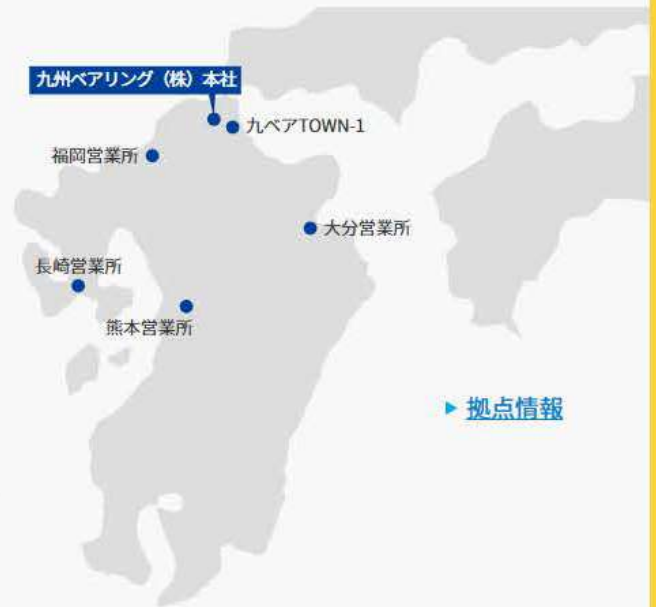 九州ベアリング（株）本社
九ベアTOWN-1
福岡営業所
大分営業所
長崎営業所
熊本営業所
拠点情報